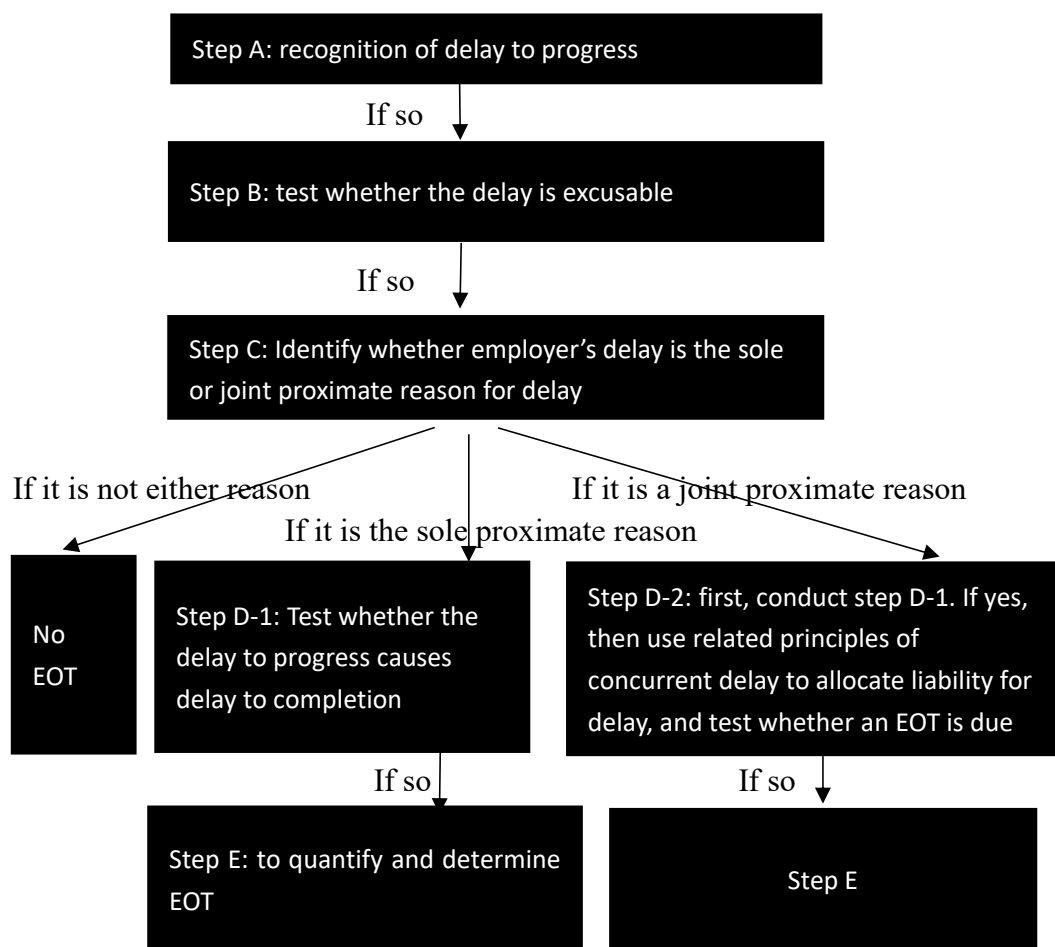 Step A: recognition of delay to progress
If so
Step B: test whether the delay is excusable
If so
Step C: Identify whether employer’s delay is the sole
or joint proximate reason for delay
If it is not either reason
If it is the sole proximate reason
If it is a joint proximate reason
No
EOT
Step D-1: Test whether the
delay to progress causes
delay to completion
Step D-2: first, conduct step D-1. If yes,
then use related principles of
concurrent delay to allocate liability for
delay, and test whether an EOT is due
If so
If so
Step E: to quantify and determine
EOT
Step E